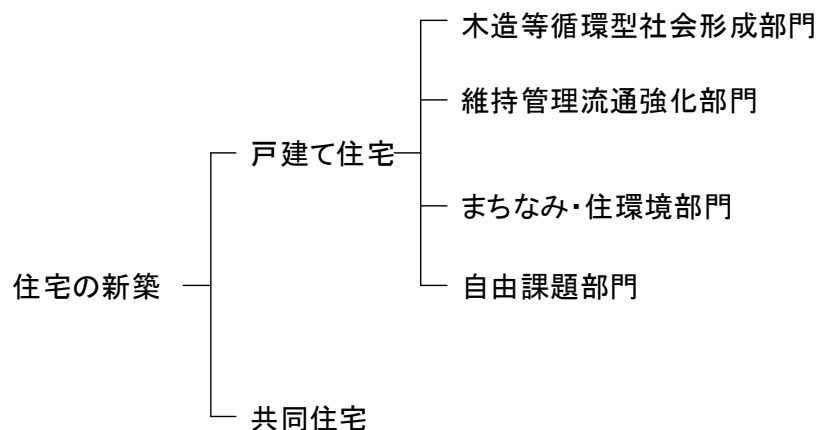 木造等循環型社会形成部門
維持管理流通強化部門
戸建て住宅
まちなみ・住環境部門
住宅の新築
自由課題部門
共同住宅